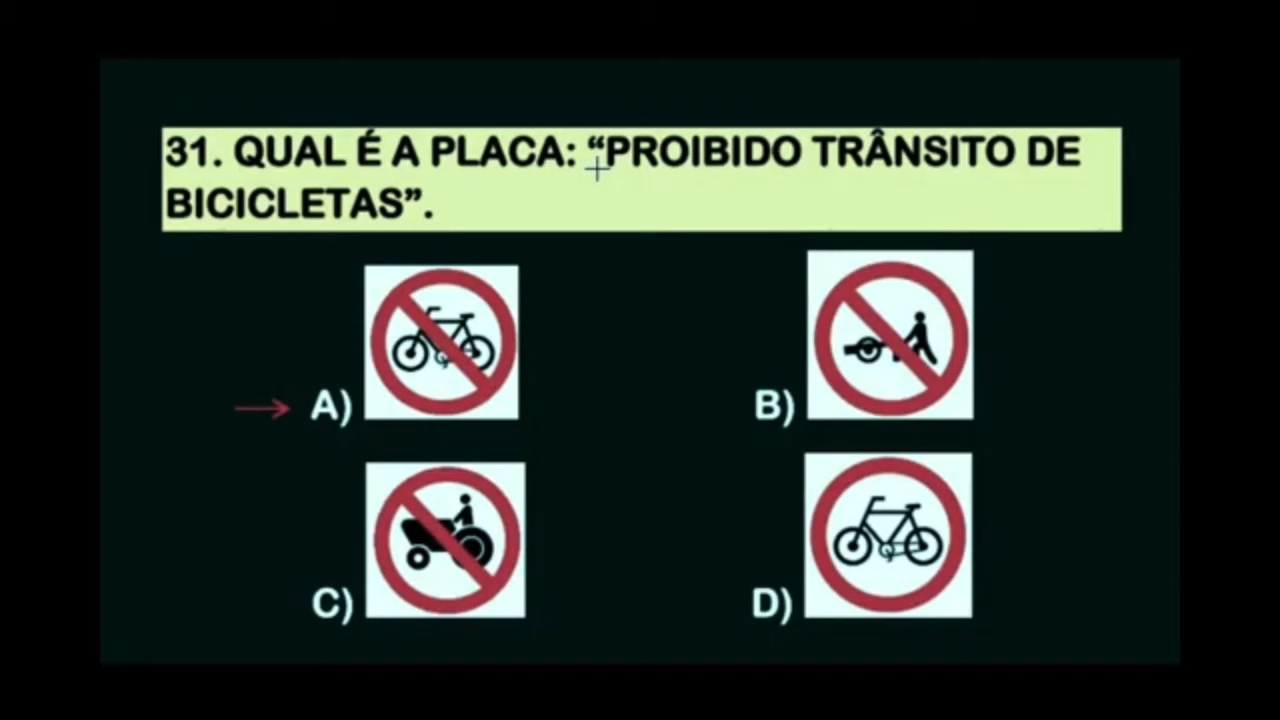 31. QUAL É A PLACA: “PROIBIDO TRÂNSITO DE
BICICLETAS”.
A)
B)
C)
D)